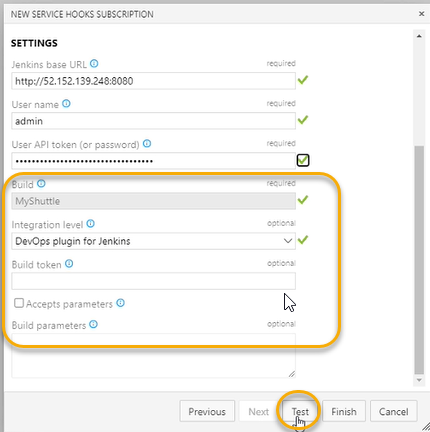 NEW SERVICE HOOKS SUBSCRIPTION
SETTINGS
Jenkins base URL required
http://52.152.139.248:8080
User name required
admin
User API token (or password) required
••••••••••••••••••••••••••••••••••
Build required
MyShuttle
Integration level optional
DevOps plugin for Jenkins
Build token optional
Accepts parameters
Build parameters optional
Previous Next Test Finish Cancel